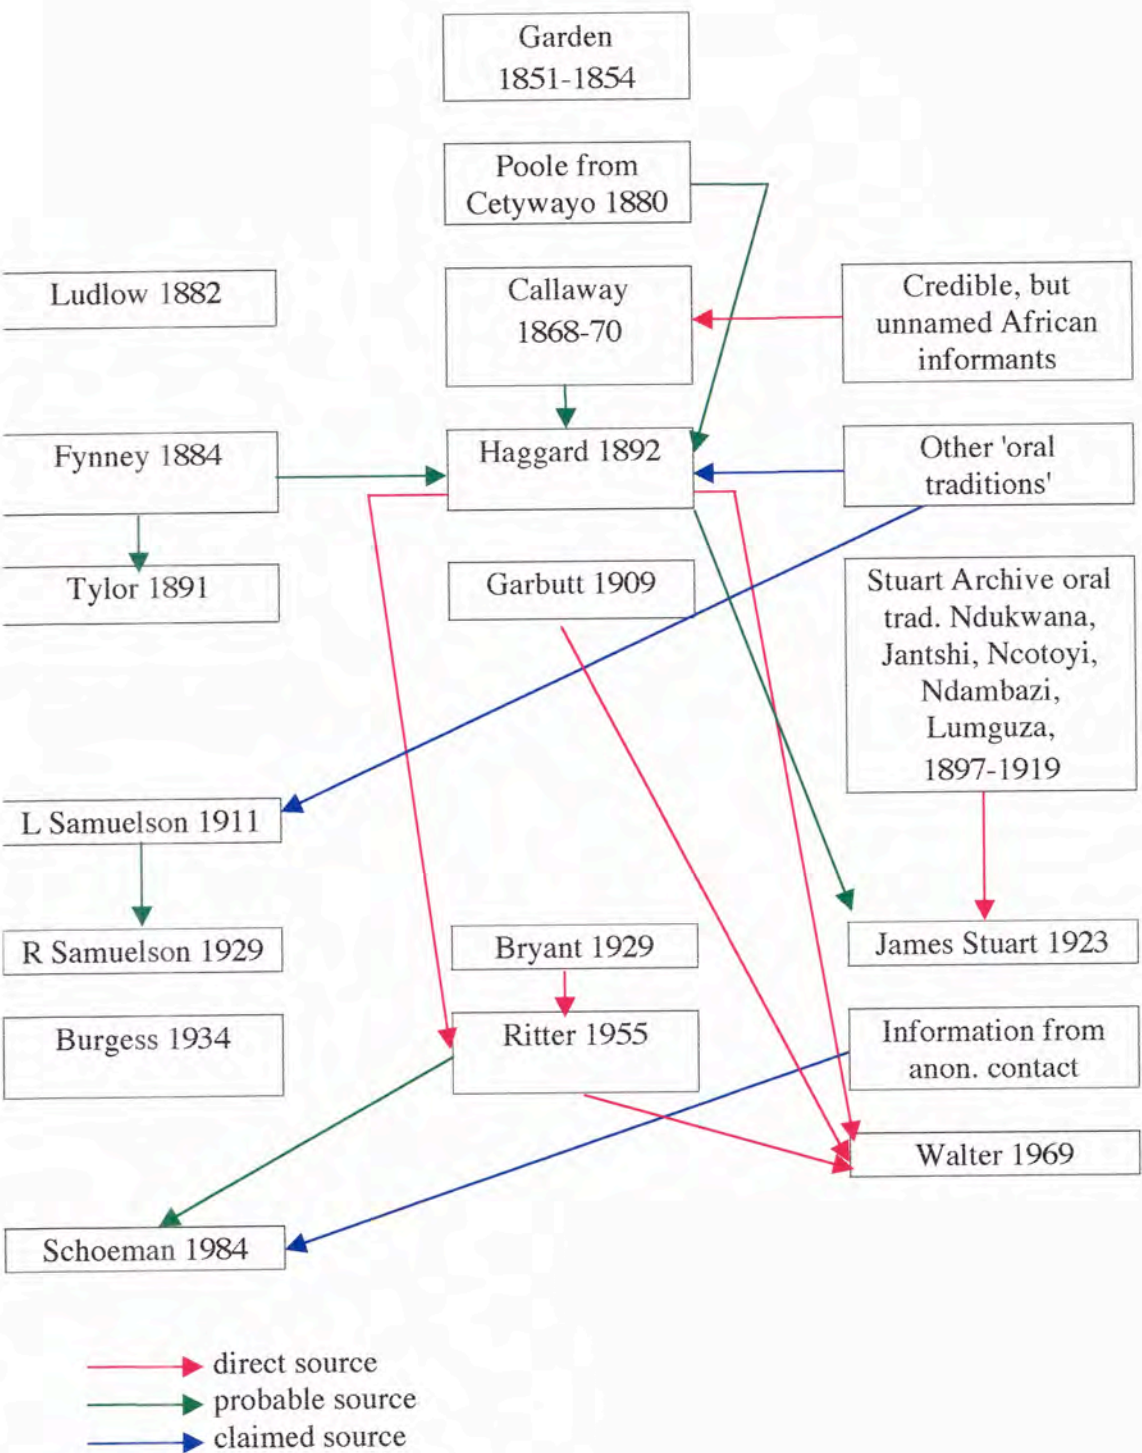 Garden
1851-1854
Poole from
Cetywayo 1880
Ludlow 1882
Callaway
1868-70
Credible, but
unnamed African
informants
Fynney 1884
Haggard 1892
Other 'oral
traditions'
Tylor 1891
Garbutt 1909
Stuart Archive oral
trad. Ndukwana,
Jantshi, Ncotoyi,
Ndambazi,
Lumguza,
1897-1919
L Samuelson 1911
R Samuelson 1929
Bryant 1929
James Stuart 1923
Burgess 1934
Ritter 1955
Information from
anon. contact
Walter 1969
Schoeman 1984
direct source
probable source
claimed source